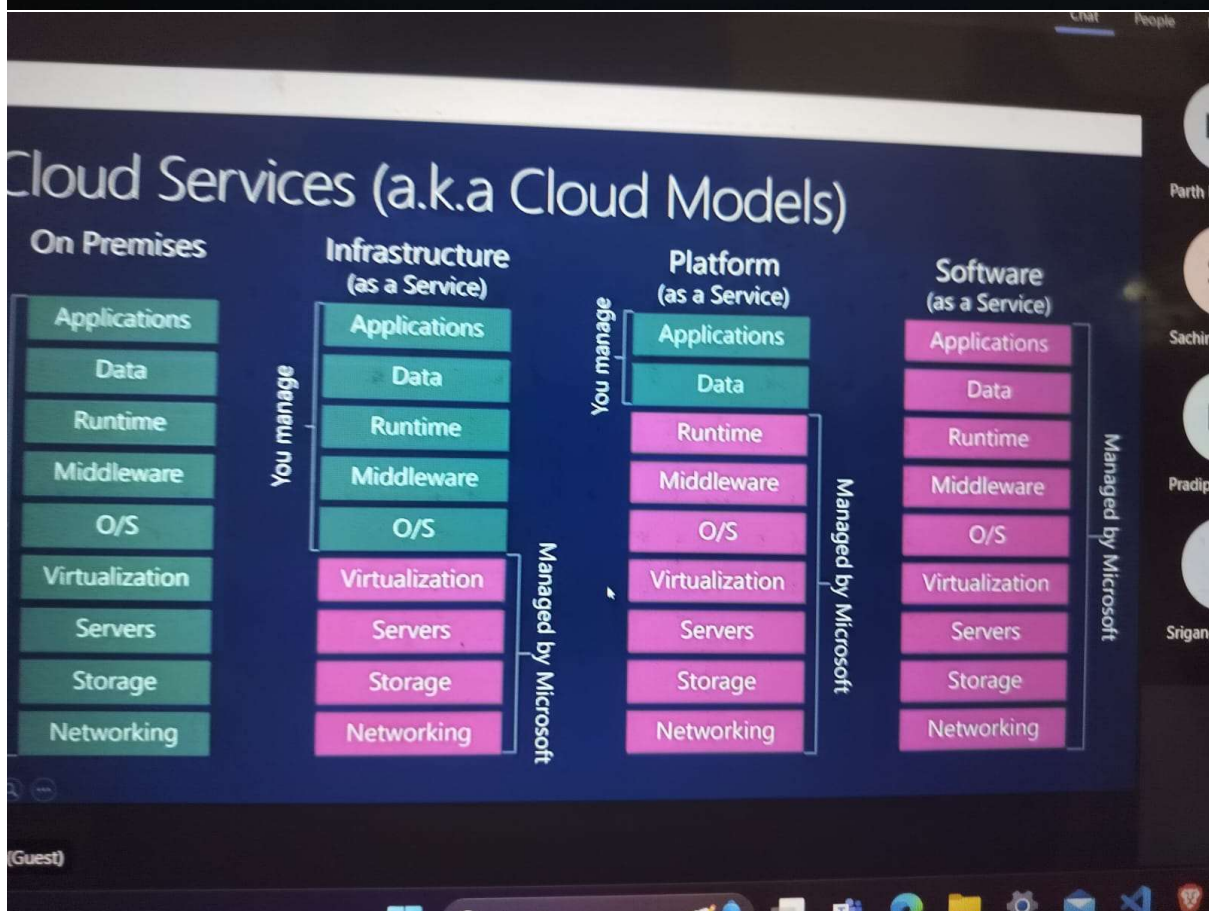 Chat People
Cloud Services (a.k.a Cloud Models)
On Premises
Applications
Data
Runtime
Middleware
O/S
Virtualization
Servers
Storage
Networking
Infrastructure
(as a Service)
You manage
Applications
Data
Runtime
Middleware
O/S
Virtualization
Servers
Storage
Networking
Managed by Microsoft
Platform
(as a Service)
You manage
Applications
Data
Runtime
Middleware
O/S
Virtualization
Servers
Storage
Networking
Managed by Microsoft
Software
(as a Service)
Applications
Data
Runtime
Middleware
O/S
Virtualization
Servers
Storage
Networking
Managed by Microsoft
Parth
Sachin
Pradip
Srigan
(Guest)